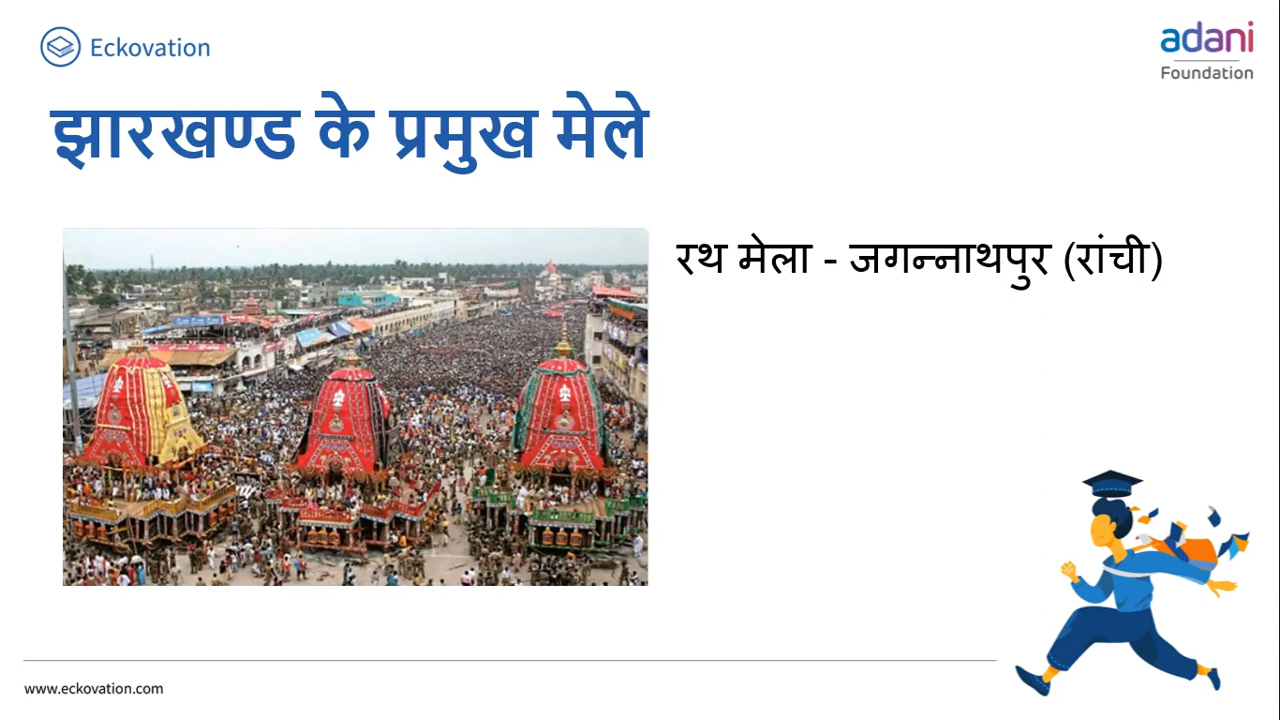 Eckovation
adani
Foundation
झारखण्ड के प्रमुख मेले
रथ मेला - जगन्नाथपुर (रांची)
www.eckovation.com